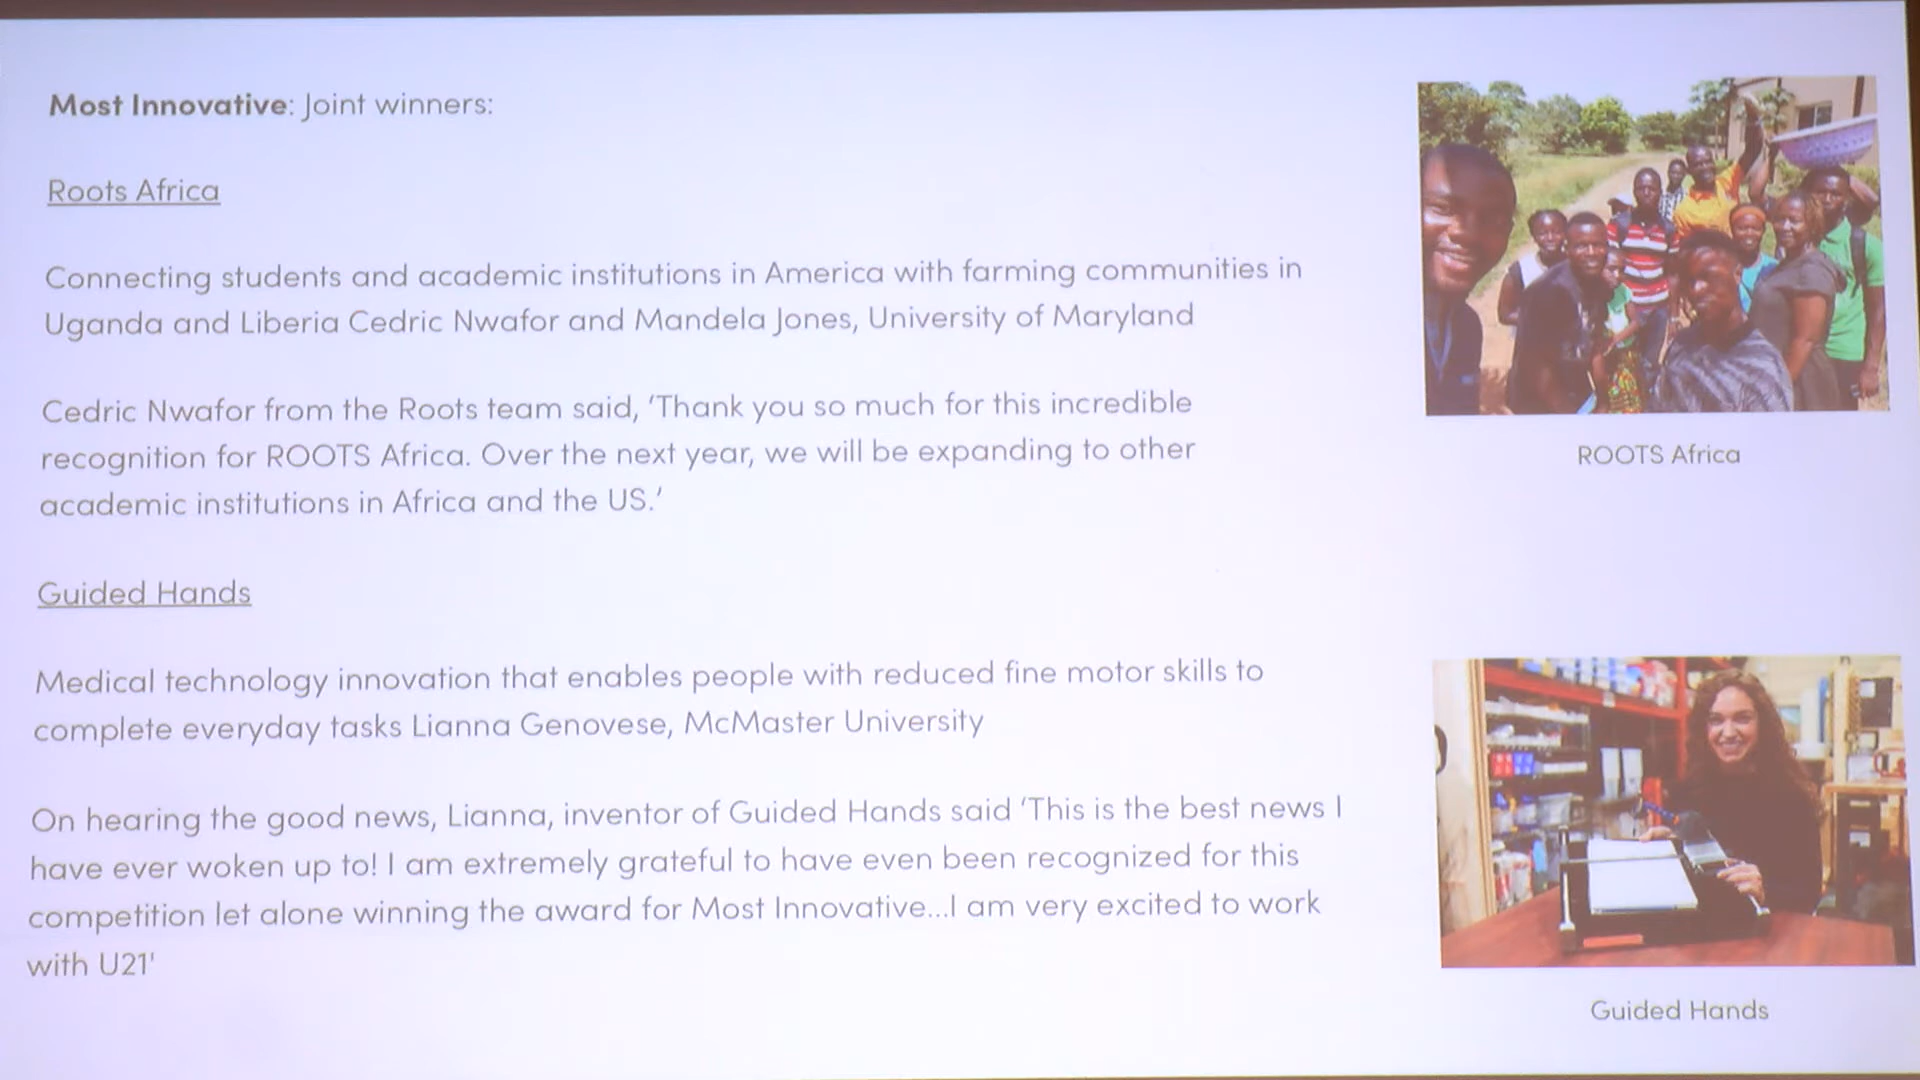 Most Innovative: Joint winners:
Roots Africa
Connecting students and academic institutions in America with farming communities in
Uganda and Liberia Cedric Nwafor and Mandela Jones, University of Maryland
Cedric Nwafor from the Roots team said, ‘Thank you so much for this incredible
recognition for ROOTS Africa. Over the next year, we will be expanding to other
academic institutions in Africa and the US.’
ROOTS Africa
Guided Hands
Medical technology innovation that enables people with reduced fine motor skills to
complete everyday tasks Lianna Genovese, McMaster University
On hearing the good news, Lianna, inventor of Guided Hands said ‘This is the best news I
have ever woken up to! I am extremely grateful to have even been recognized for this
competition let alone winning the award for Most Innovative...I am very excited to work
with U21'
Guided Hands